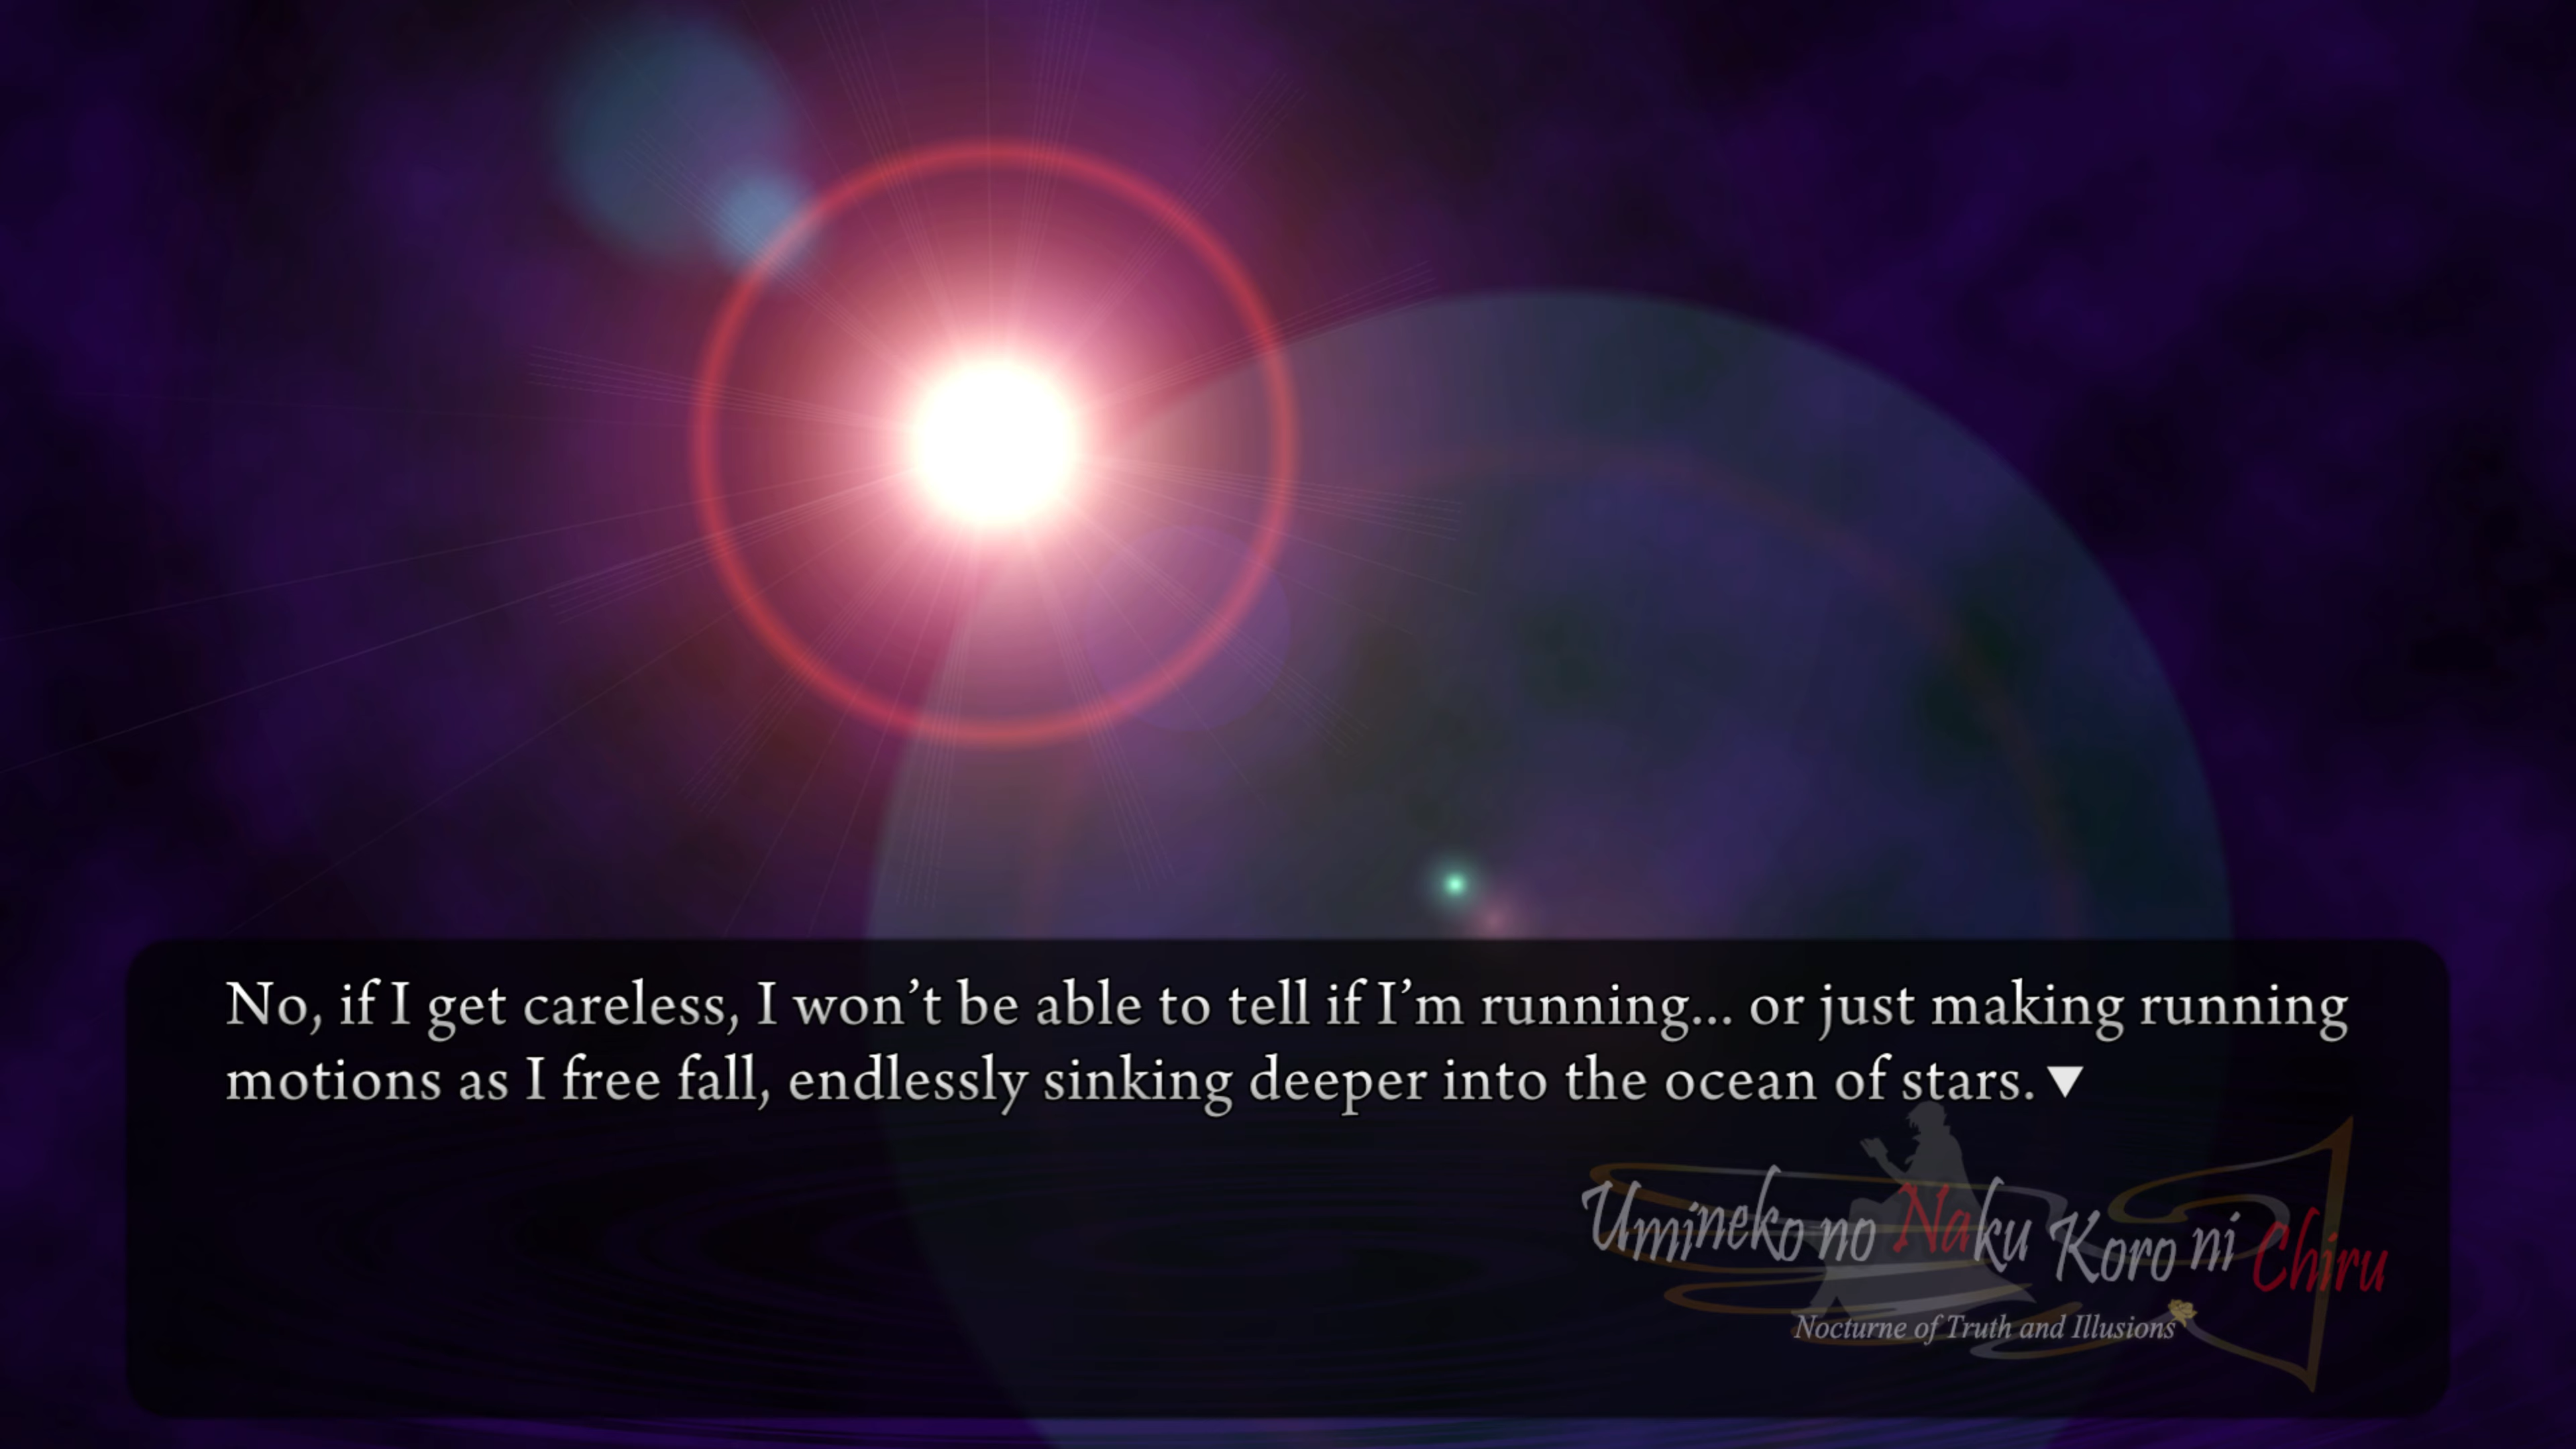 No, if I get careless, I won't be able to tell if I'm running... or just making running
motions as I free fall, endlessly sinking deeper into the ocean of stars.
Umineko no Naku Koro ni Chiru
Nocturne of Truth and Illusions